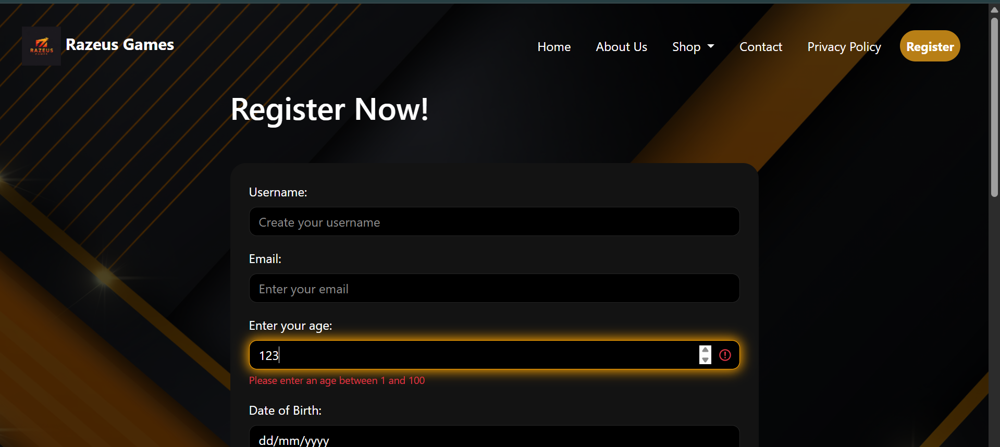 RAZEUS
GAMES
Razeus Games
Home
About Us
Shop
Contact
Privacy Policy
Register
Register Now!
Username:
Create your username
Email:
Enter your email
Enter your age:
123
Please enter an age between 1 and 100
Date of Birth:
dd/mm/yyyy